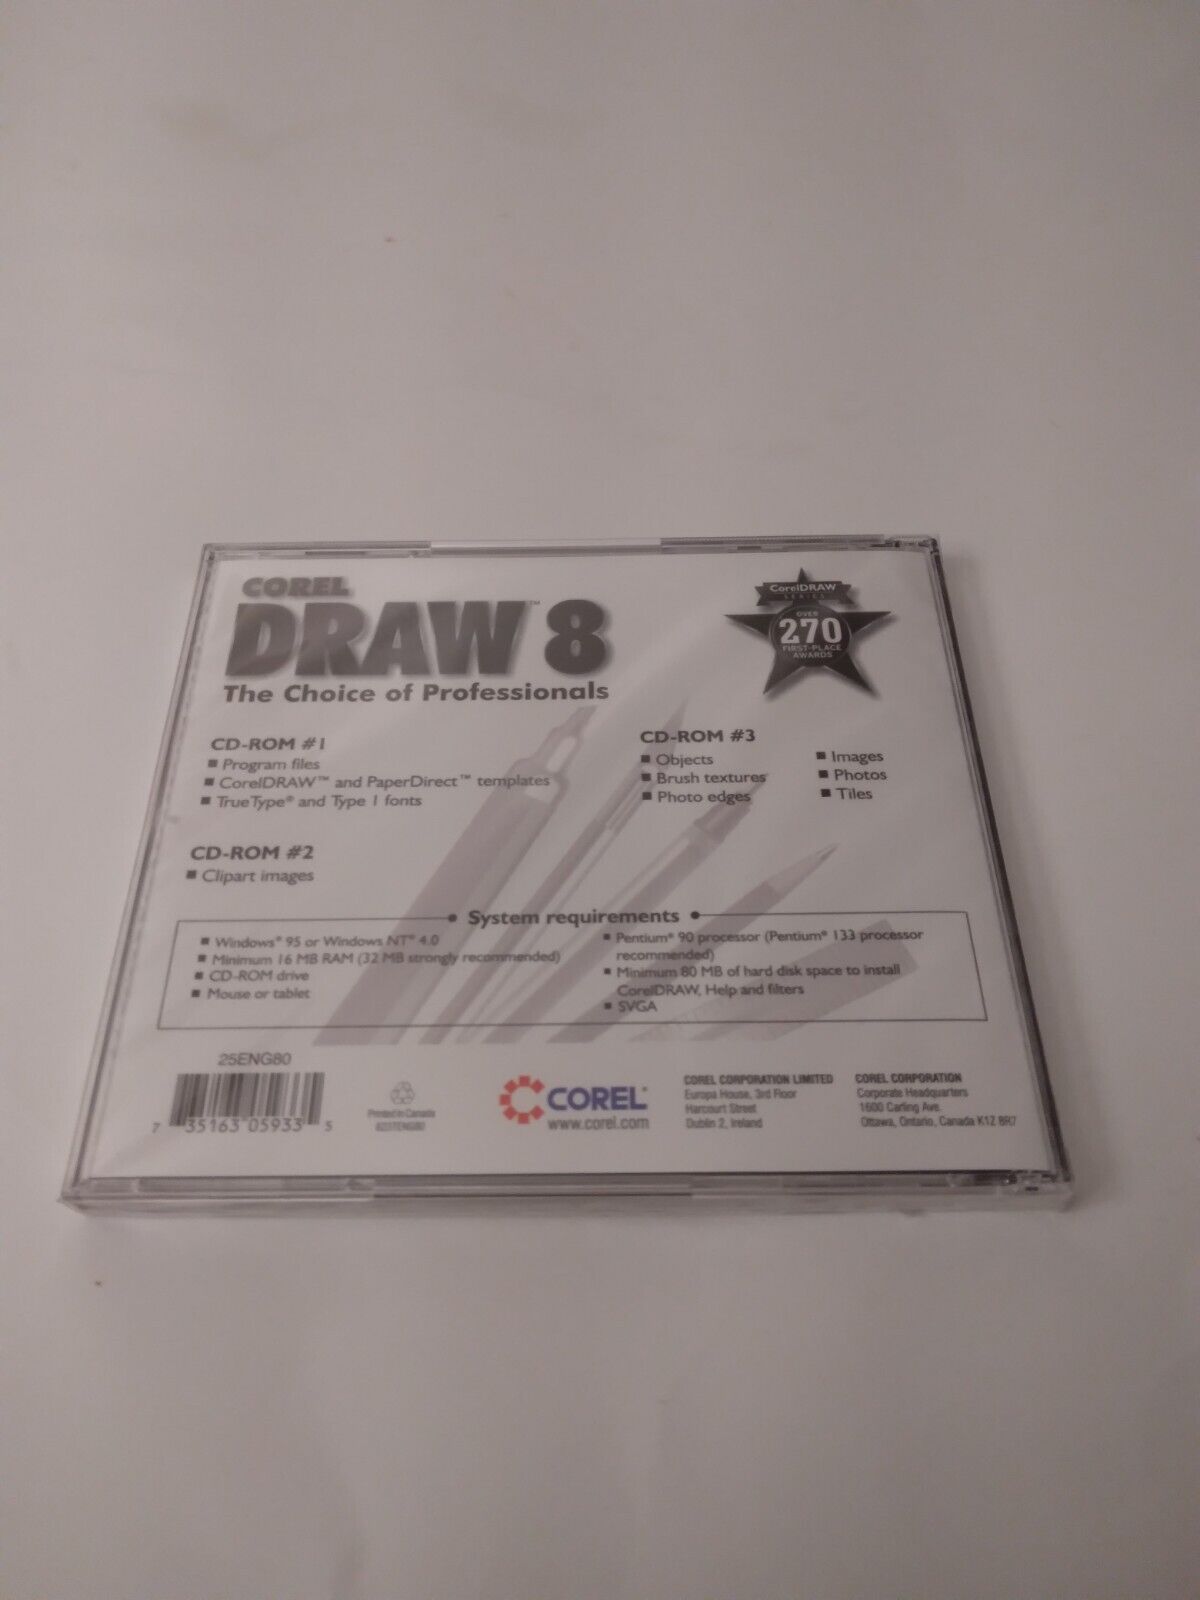 COREL
DRAW™ 8
The Choice of Professionals
CorelDRAW
SERIES
OVER
270
FIRST-PLACE
AWARDS
CD-ROM #1
■ Program files
■ CorelDRAW™ and PaperDirect™ templates
■ TrueType® and Type 1 fonts
CD-ROM #2
■ Clipart images
CD-ROM #3
■ Objects
■ Brush textures
■ Photo edges
■ Images
■ Photos
■ Tiles
System requirements
■ Windows® 95 or Windows NT® 4.0
■ Minimum 16 MB RAM (32 MB strongly recommended)
■ CD-ROM drive
■ Mouse or tablet
■ Pentium® 90 processor (Pentium® 133 processor
recommended)
■ Minimum 80 MB of hard disk space to install
CorelDRAW, Help and filters
■ SVGA
25ENG80
7 35163 05933 5
Printed in Canada
6237ENG80
COREL®
www.corel.com
COREL CORPORATION LIMITED
Europa House, 3rd Floor
Harcourt Street
Dublin 2, Ireland
COREL CORPORATION
Corporate Headquarters
1600 Carling Ave.
Ottawa, Ontario, Canada K1Z 8R7